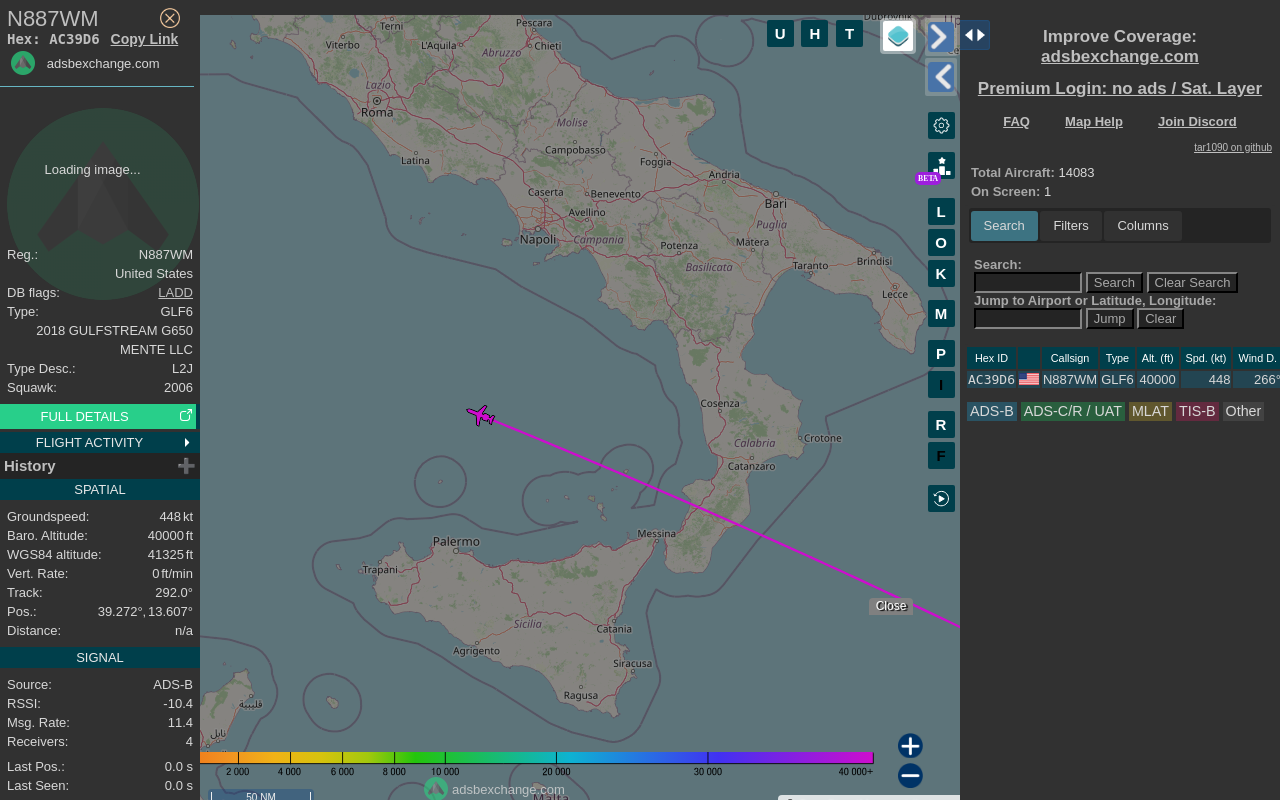 N887WM
Hex: AC39D6 Copy Link
adsbexchange.com
Loading image...
Reg.: N887WM
United States
DB flags: LADD
Type: GLF6
2018 GULFSTREAM G650
MENTE LLC
Type Desc.: L2J
Squawk: 2006
FULL DETAILS
FLIGHT ACTIVITY
History
SPATIAL
Groundspeed: 448 kt
Baro. Altitude: 40000 ft
WGS84 altitude: 41325 ft
Vert. Rate: 0 ft/min
Track: 292.0°
Pos.: 39.272°, 13.607°
Distance: n/a
SIGNAL
Source: ADS-B
RSSI: -10.4
Msg. Rate: 11.4
Receivers: 4
Last Pos.: 0.0 s
Last Seen: 0.0 s
Dubrovnik
Pescara
Terni
Viterbo
L'Aquila
Abruzzo
Chieti
Lazio
Roma
Molise
Latina
Campobasso
Foggia
Andria
Caserta
Benevento
Bari
Avellino
Napoli
Campania
Puglia
Potenza
Matera
Basilicata
Taranto
Brindisi
Lecce
Cosenza
Calabria
Crotone
Catanzaro
Messina
Palermo
Trapani
Sicilia
Catania
Agrigento
Siracusa
Ragusa
قليبية
نابل
Malta
Close
U H T
BETA
L
O
K
M
P
I
R
F
2 000 4 000 6 000 8 000 10 000 20 000 30 000 40 000+
adsbexchange.com
50 NM
Improve Coverage:
adsbexchange.com
Premium Login: no ads / Sat. Layer
FAQ Map Help Join Discord
tar1090 on github
Total Aircraft: 14083
On Screen: 1
Search Filters Columns
Search:
Search Clear Search
Jump to Airport or Latitude, Longitude:
Jump Clear
Hex ID Callsign Type Alt. (ft) Spd. (kt) Wind D.
AC39D6 N887WM GLF6 40000 448 266°
ADS-B ADS-C/R / UAT MLAT TIS-B Other